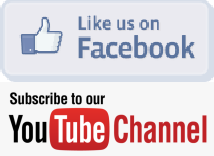 Like us on
Facebook
Subscribe to our
YouTube Channel